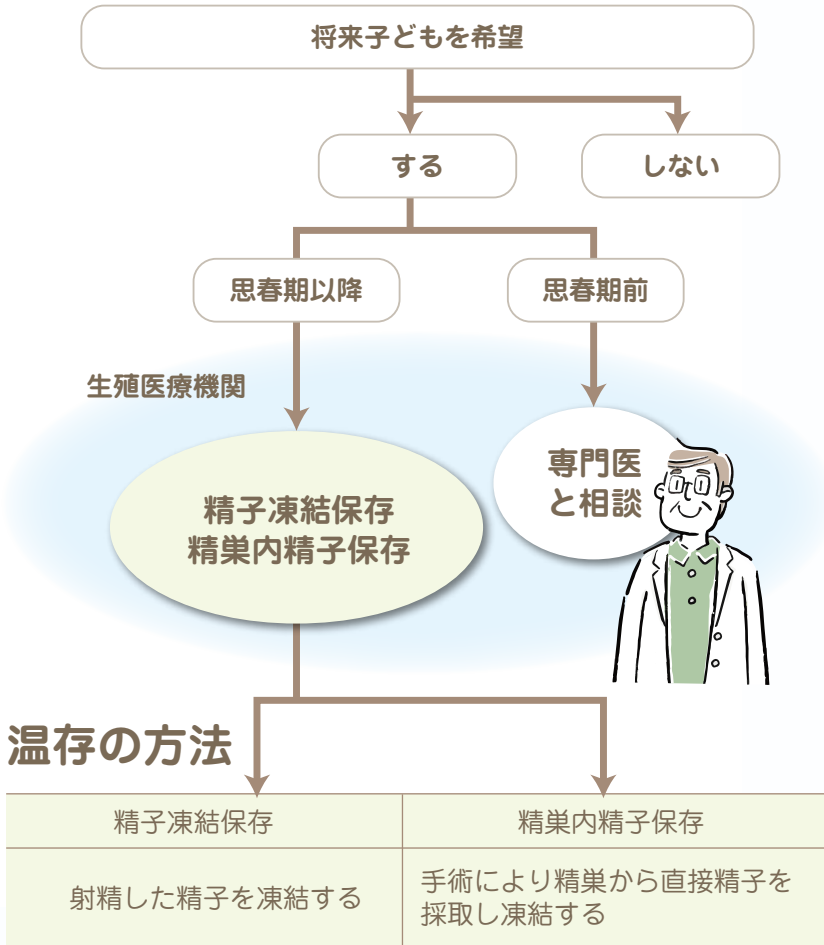 将来子どもを希望
する
しない
思春期以降
思春期前
生殖医療機関
専門医
と相談
精子凍結保存
精巣内精子保存
温存の方法
精子凍結保存
精巣内精子保存
射精した精子を凍結する
手術により精巣から直接精子を
採取し凍結する